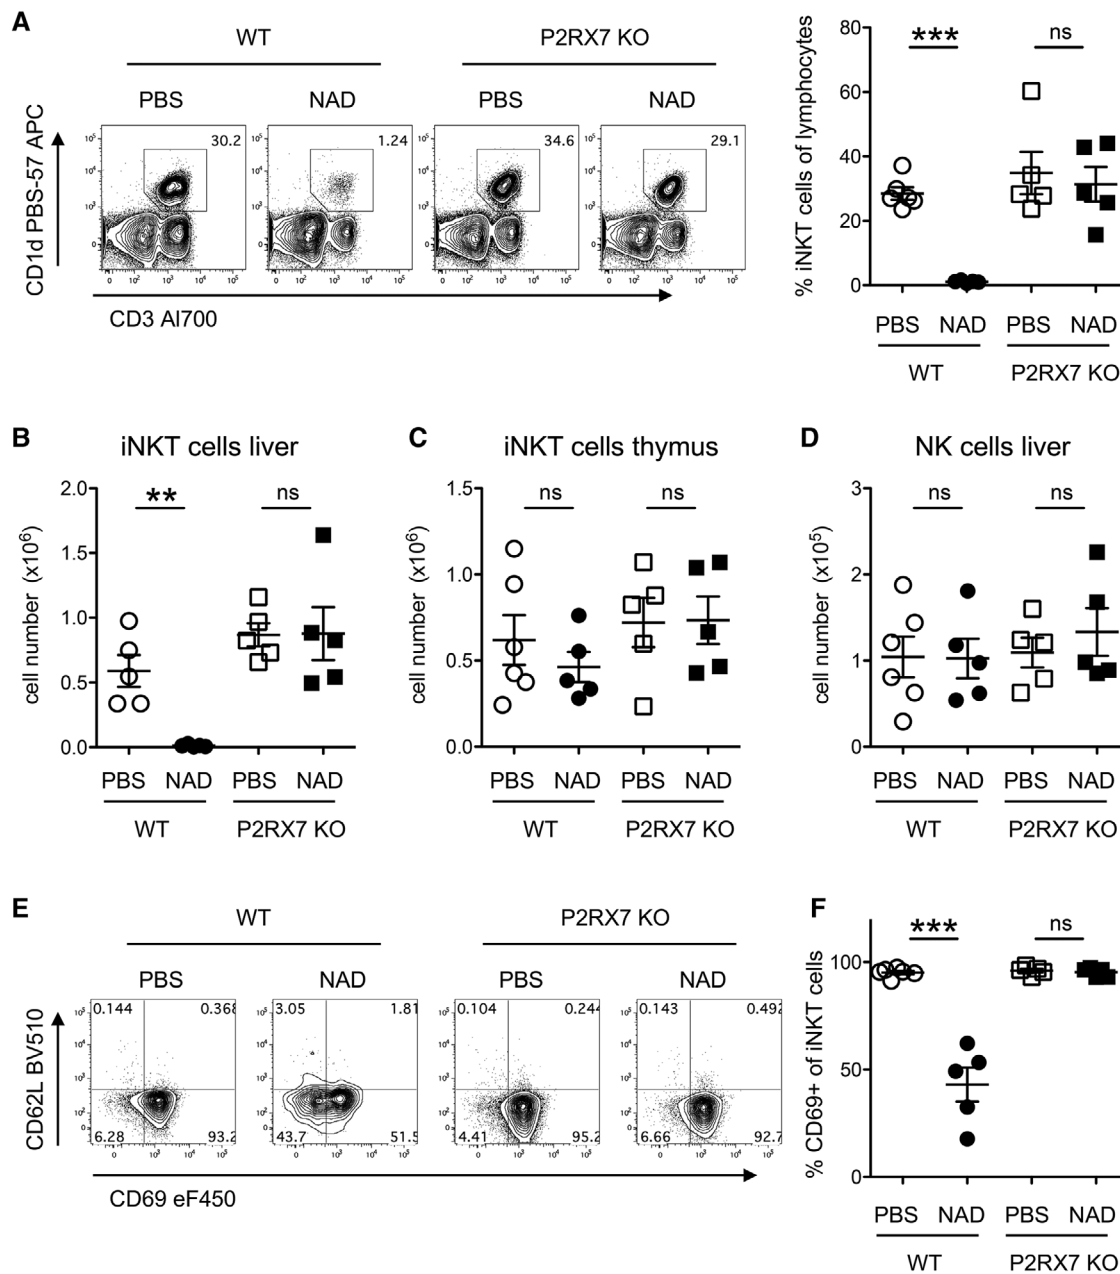 A
WT
P2RX7 KO
PBS
NAD
PBS
NAD
CD1d PBS-57 APC
30.2
1.24
34.6
29.1
CD3 Al700
% iNKT cells of lymphocytes
80
60
40
20
0
***
ns
PBS NAD PBS NAD
WT P2RX7 KO
B
iNKT cells liver
cell number (x10⁶)
2.0
1.5
1.0
0.5
0.0
**
ns
PBS NAD PBS NAD
WT P2RX7 KO
C
iNKT cells thymus
cell number (x10⁶)
1.5
1.0
0.5
0.0
ns
ns
PBS NAD PBS NAD
WT P2RX7 KO
D
NK cells liver
cell number (x10⁵)
3
2
1
0
ns
ns
PBS NAD PBS NAD
WT P2RX7 KO
E
WT
P2RX7 KO
PBS
NAD
PBS
NAD
CD62L BV510
0.144 0.368
6.28 93.2
3.05 1.81
43.7 51.5
0.104 0.244
4.41 95.2
0.143 0.492
6.66 92.7
CD69 eF450
F
% CD69+ of iNKT cells
100
50
0
***
ns
PBS NAD PBS NAD
WT P2RX7 KO